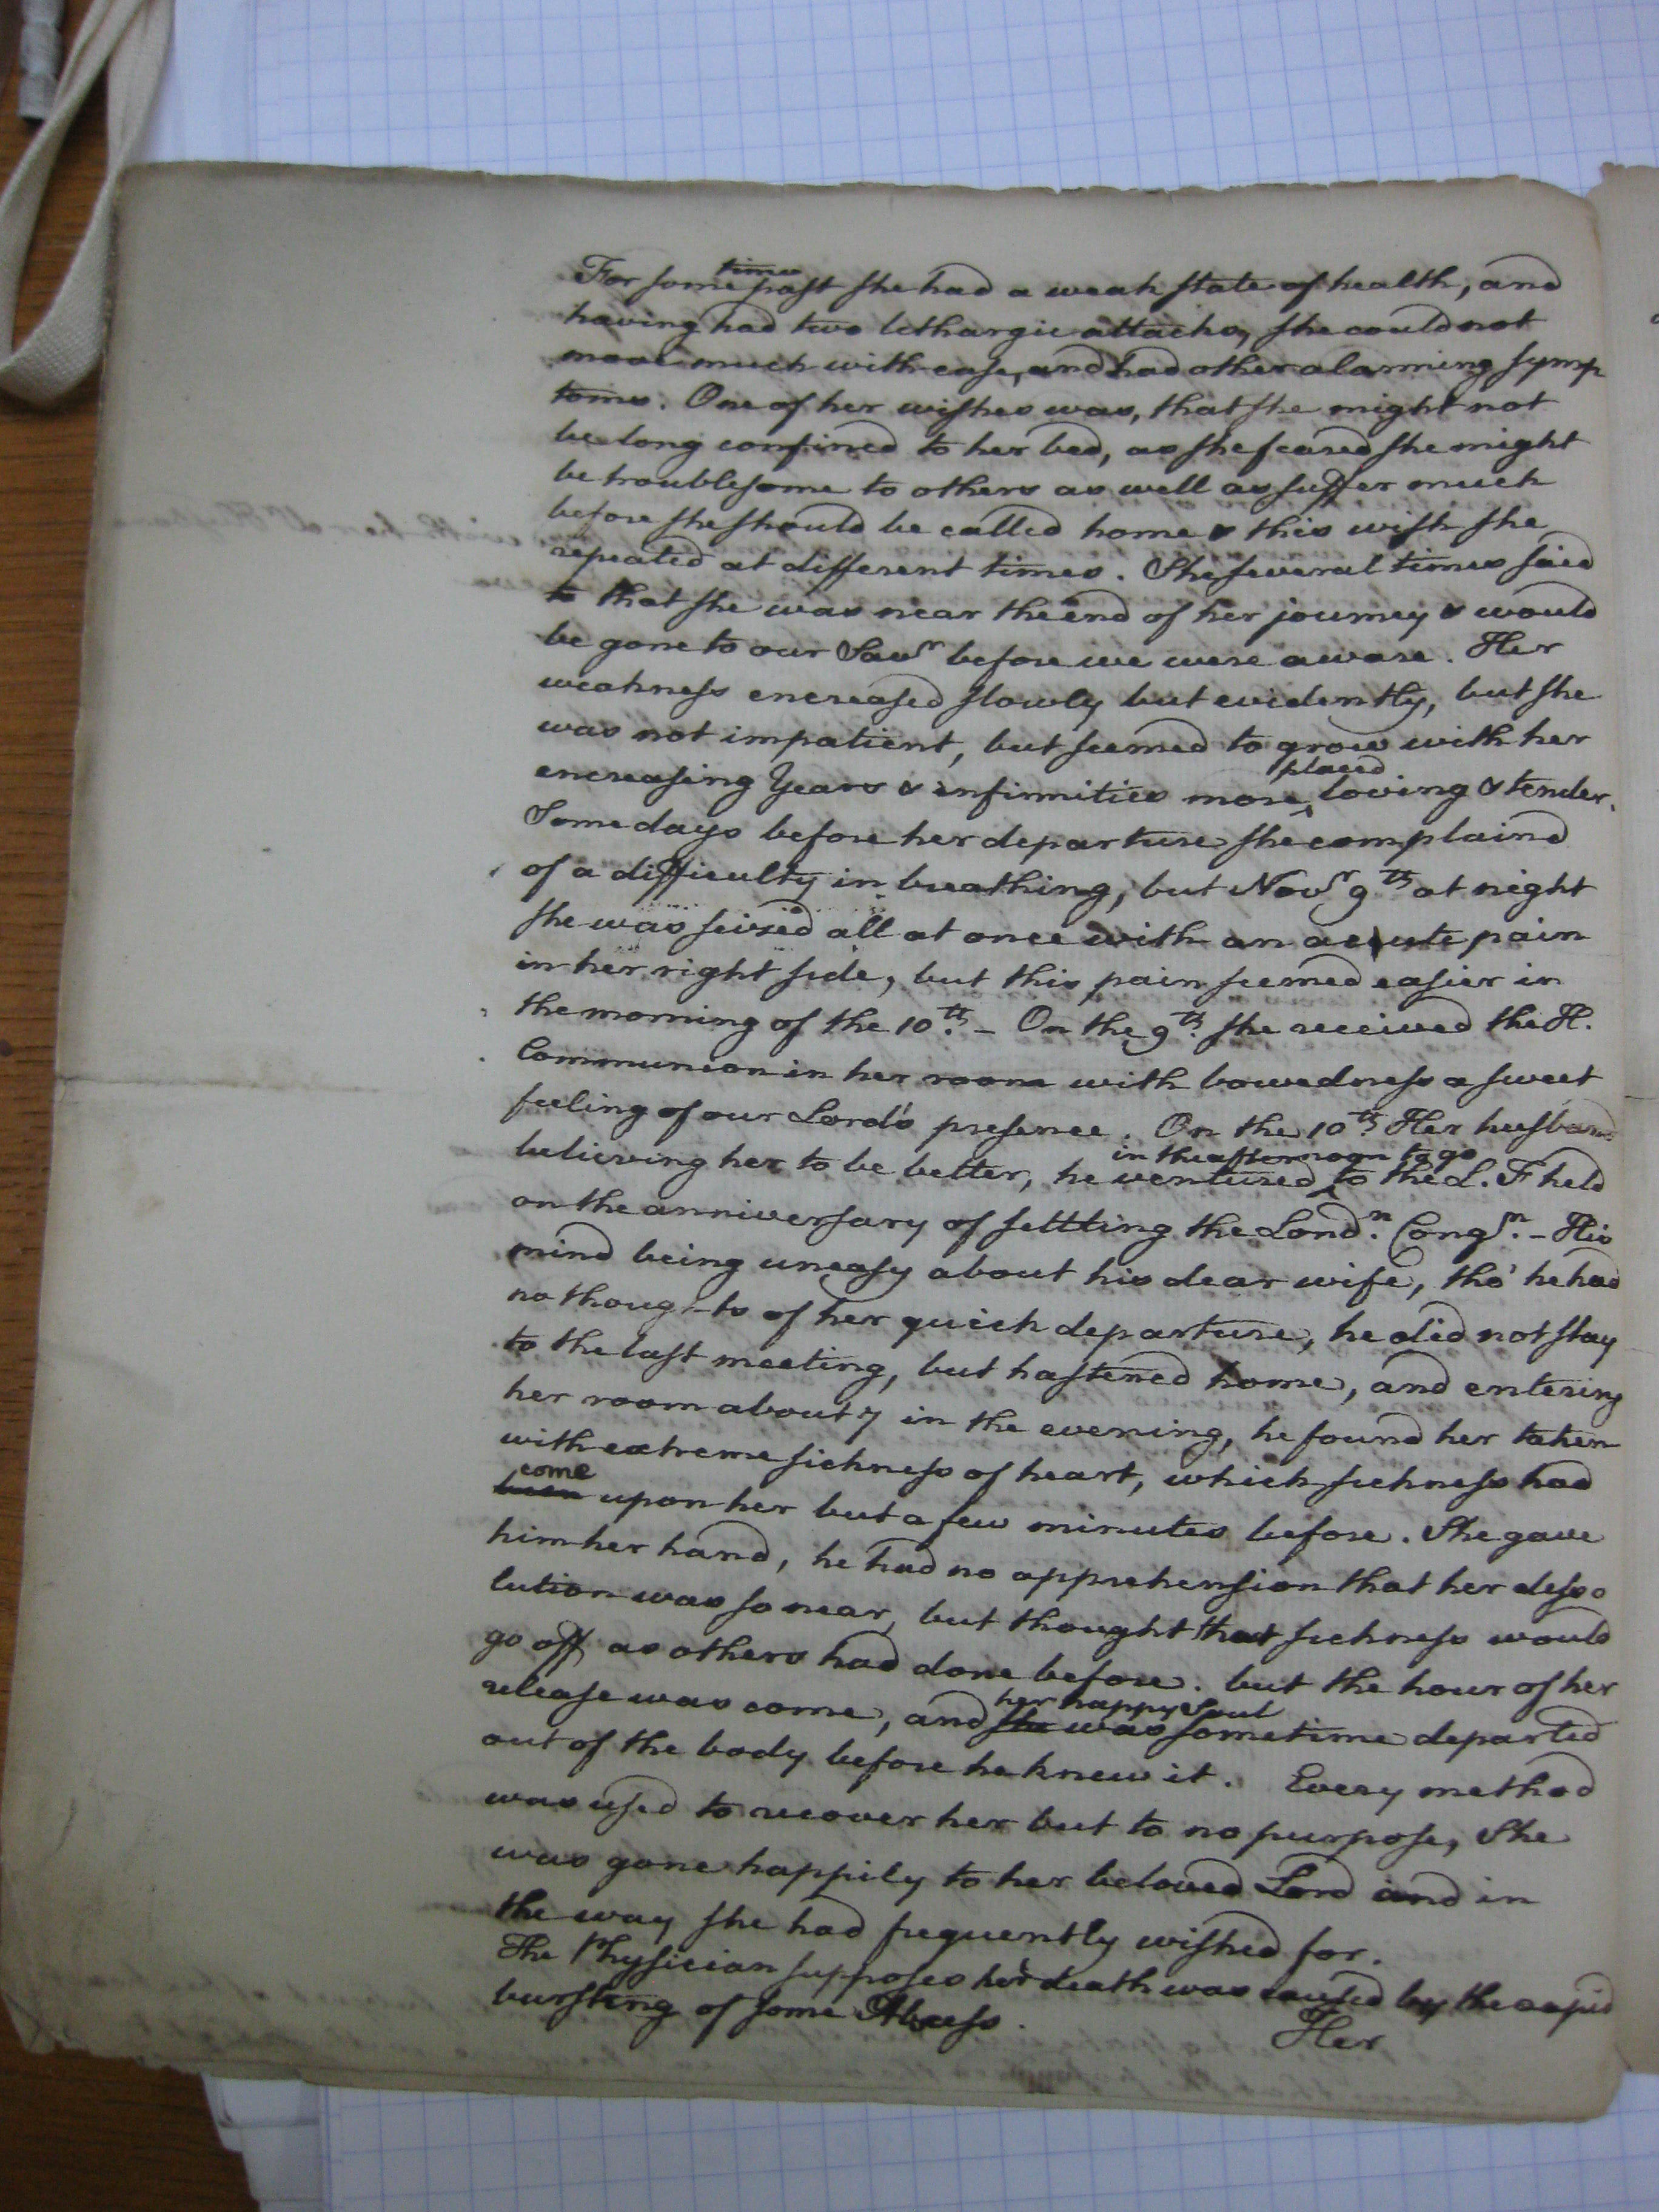 For some time past she had a weak state of health, and
having had two lethargic attacks, she could not
move much with ease, and had other alarming symp
toms. One of her wishes was, that she might not
be long confined to her bed, as she feared she might
be troublesome to others as well as suffer much
before she should be called home & this wish she
repeated at different times. She several times said
to that she was near the end of her journey & would
be gone to our Savr before we were aware. Her
weakness encreased slowly but evidently, but she
was not impatient, but seemed to grow with her
encreasing Years & infirmities more placed loving & tender.
Some days before her departure she complaind
of a difficulty in breathing, but Novr 9th at night
she was seized all at once with an acute pain
in her right side, but this pain seemed easier in
the morning of the 10th. - On the 9th. she received the H.
Communion in her room with bowedness a sweet
feeling of our Lord's presence. On the 10th. Her husband
believing her to be better, he ventured in the afternoon to go to the L. F held
on the anniversary of settling the Londn. Congn. - His
mind being uneasy about his dear wife, tho' he had
no thoughts of her quick departure, he did not stay
to the last meeting, but hastened home, and entering
her room about 7 in the evening, he found her taken
with extreme sickness of heart, which sickness had
been come upon her but a few minutes before. She gave
him her hand, he had no apprehension that her desso
lution was so near, but thought that sickness would
go off as others had done before. but the hour of her
release was come, and she her happy Soul was sometime departed
out of the body before he knew it. Every method
was used to recover her but to no purpose, She
was gone happily to her beloved Lord and in
the way she had frequently wished for.
The Physician supposes her death was caused by the rapid
bursting of some Abcess.
Her